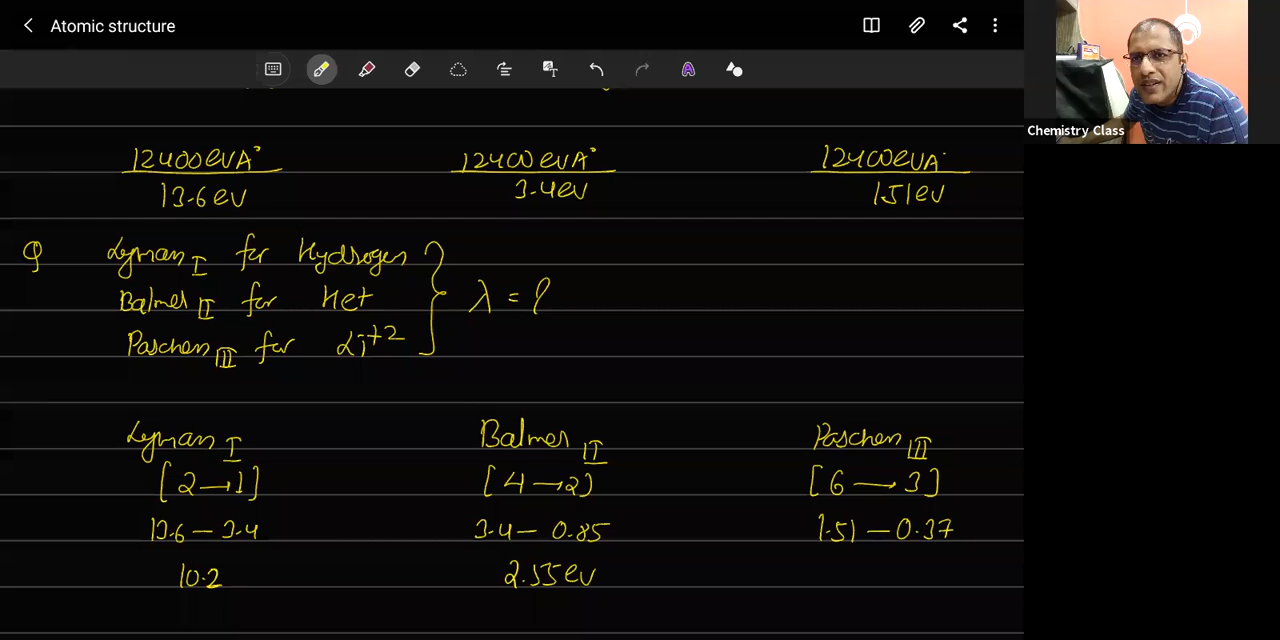 Atomic structure
Chemistry Class
12400eVA° 12400eVA° 12400eVA
13.6eV 3.4eV 1.51eV
Q Lyman I for Hydrogen
Balmer II for He+ λ = ?
Paschen III for Li+2
Lyman I Balmer II Paschen III
[2→1] [4→2] [6→3]
13.6 – 3.4 3.4 – 0.85 1.51 – 0.37
10.2 2.55eV